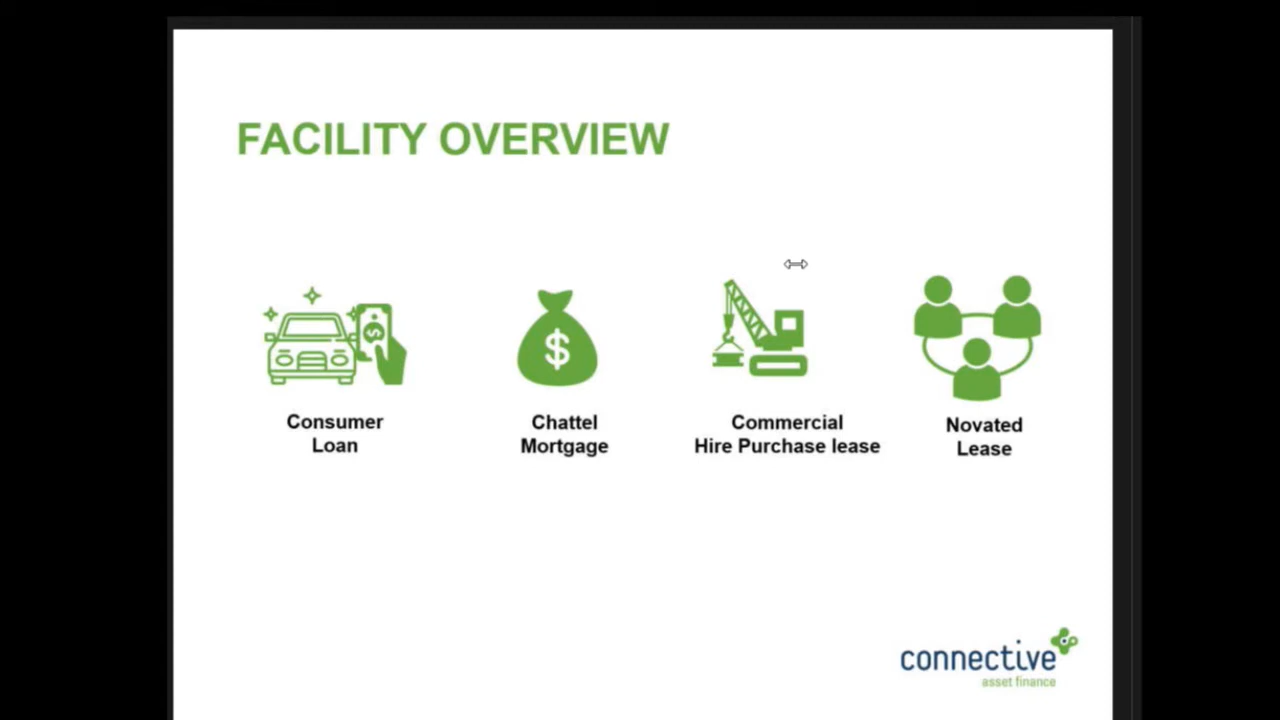 FACILITY OVERVIEW
Consumer
Loan
$
Chattel
Mortgage
Commercial
Hire Purchase lease
Novated
Lease
connective
asset finance